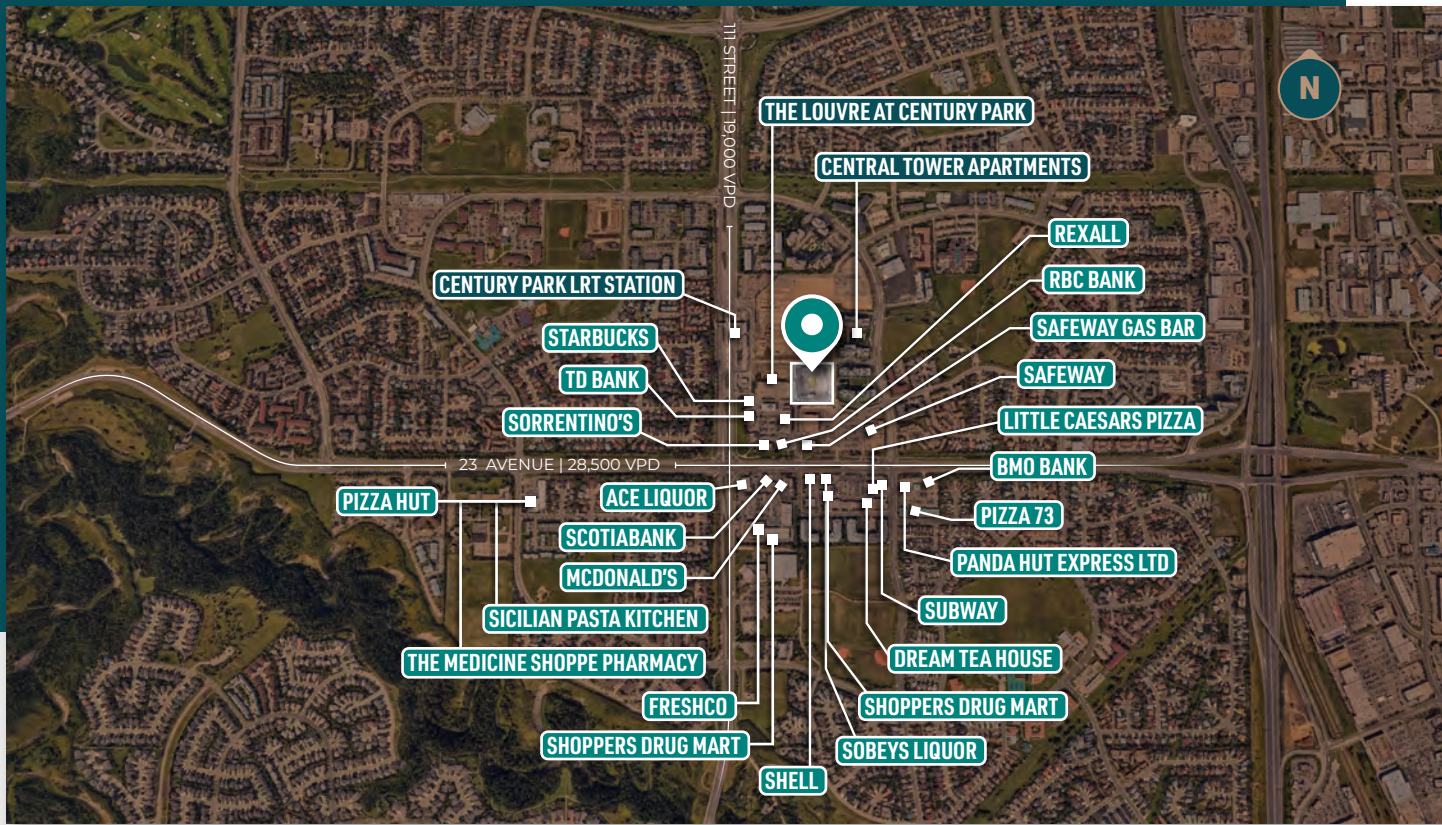 111 STREET | 19,000 VPD
N
THE LOUVRE AT CENTURY PARK
CENTRAL TOWER APARTMENTS
REXALL
CENTURY PARK LRT STATION
RBC BANK
STARBUCKS
SAFEWAY GAS BAR
TD BANK
SAFEWAY
SORRENTINO'S
LITTLE CAESARS PIZZA
23 AVENUE | 28,500 VPD
BMO BANK
PIZZA HUT
ACE LIQUOR
PIZZA 73
SCOTIABANK
PANDA HUT EXPRESS LTD
MCDONALD'S
SUBWAY
SICILIAN PASTA KITCHEN
THE MEDICINE SHOPPE PHARMACY
DREAM TEA HOUSE
FRESHCO
SHOPPERS DRUG MART
SHOPPERS DRUG MART
SOBEYS LIQUOR
SHELL